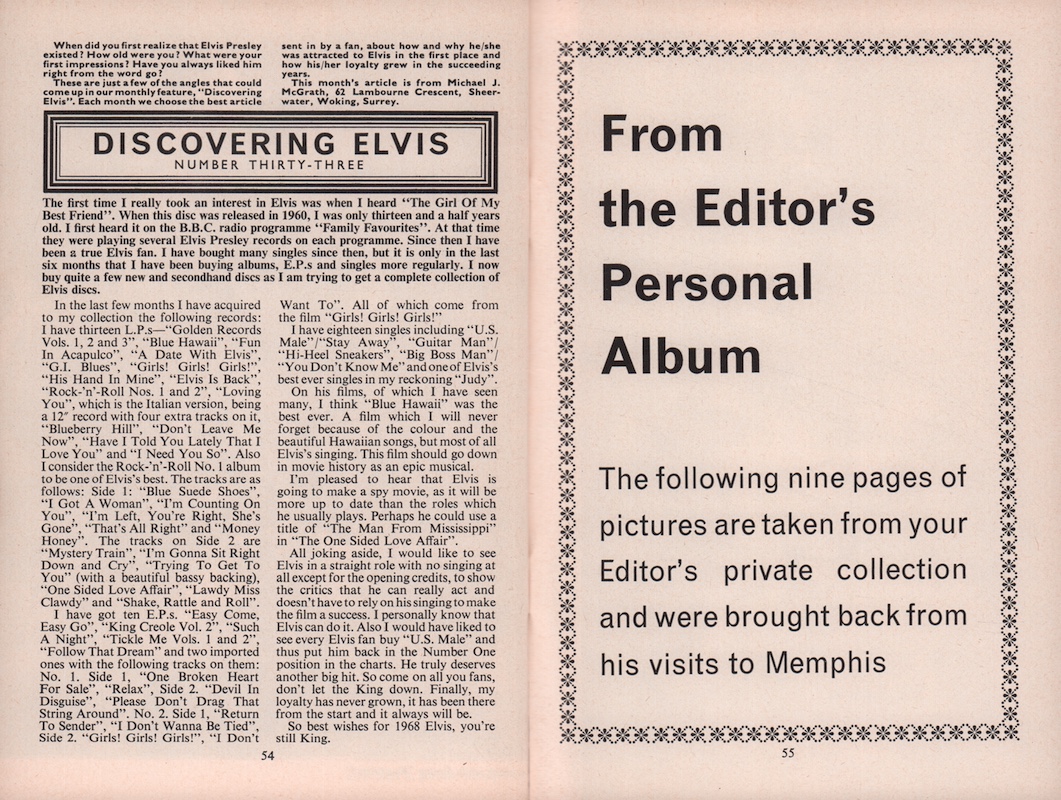 When did you first realize that Elvis Presley
existed? How old were you? What were your
first impressions? Have you always liked him
right from the word go?
These are just a few of the angles that could
come up in our monthly feature, "Discovering
Elvis". Each month we choose the best article
sent in by a fan, about how and why he/she
was attracted to Elvis in the first place and
how his/her loyalty grew in the succeeding
years.
This month's article is from Michael J.
McGrath, 62 Lambourne Crescent, Sheer-
water, Woking, Surrey.
DISCOVERING ELVIS
NUMBER THIRTY-THREE
The first time I really took an interest in Elvis was when I heard "The Girl Of My
Best Friend". When this disc was released in 1960, I was only thirteen and a half years
old. I first heard it on the B.B.C. radio programme "Family Favourites". At that time
they were playing several Elvis Presley records on each programme. Since then I have
been a true Elvis fan. I have bought many singles since then, but it is only in the last
six months that I have been buying albums, E.P.s and singles more regularly. I now
buy quite a few new and secondhand discs as I am trying to get a complete collection of
Elvis discs.
In the last few months I have acquired
to my collection the following records:
I have thirteen L.P.s—"Golden Records
Vols. 1, 2 and 3", "Blue Hawaii", "Fun
In Acapulco", "A Date With Elvis",
"G.I. Blues", "Girls! Girls! Girls!",
"His Hand In Mine", "Elvis Is Back",
"Rock-'n'-Roll Nos. 1 and 2", "Loving
You", which is the Italian version, being
a 12″ record with four extra tracks on it,
"Blueberry Hill", "Don't Leave Me
Now", "Have I Told You Lately That I
Love You" and "I Need You So". Also
I consider the Rock-'n'-Roll No. 1 album
to be one of Elvis's best. The tracks are as
follows: Side 1: "Blue Suede Shoes",
"I Got A Woman", "I'm Counting On
You", "I'm Left, You're Right, She's
Gone", "That's All Right" and "Money
Honey". The tracks on Side 2 are
"Mystery Train", "I'm Gonna Sit Right
Down and Cry", "Trying To Get To
You" (with a beautiful bassy backing),
"One Sided Love Affair", "Lawdy Miss
Clawdy" and "Shake, Rattle and Roll".
I have got ten E.P.s. "Easy Come,
Easy Go", "King Creole Vol. 2", "Such
A Night", "Tickle Me Vols. 1 and 2",
"Follow That Dream" and two imported
ones with the following tracks on them:
No. 1. Side 1, "One Broken Heart
For Sale", "Relax", Side 2. "Devil In
Disguise", "Please Don't Drag That
String Around". No. 2. Side 1, "Return
To Sender", "I Don't Wanna Be Tied",
Side 2. "Girls! Girls! Girls!", "I Don't
Want To". All of which come from
the film "Girls! Girls! Girls!"
I have eighteen singles including "U.S.
Male"/"Stay Away", "Guitar Man"/
"Hi-Heel Sneakers", "Big Boss Man"/
"You Don't Know Me" and one of Elvis's
best ever singles in my reckoning "Judy".
On his films, of which I have seen
many, I think "Blue Hawaii" was the
best ever. A film which I will never
forget because of the colour and the
beautiful Hawaiian songs, but most of all
Elvis's singing. This film should go down
in movie history as an epic musical.
I'm pleased to hear that Elvis is
going to make a spy movie, as it will be
more up to date than the roles which
he usually plays. Perhaps he could use a
title of "The Man From Mississippi"
in "The One Sided Love Affair".
All joking aside, I would like to see
Elvis in a straight role with no singing at
all except for the opening credits, to show
the critics that he can really act and
doesn't have to rely on his singing to make
the film a success. I personally know that
Elvis can do it. Also I would have liked to
see every Elvis fan buy "U.S. Male" and
thus put him back in the Number One
position in the charts. He truly deserves
another big hit. So come on all you fans,
don't let the King down. Finally, my
loyalty has never grown, it has been there
from the start and it always will be.
So best wishes for 1968 Elvis, you're
still King.
54
From
the Editor's
Personal
Album
The following nine pages of
pictures are taken from your
Editor's private collection
and were brought back from
his visits to Memphis
55